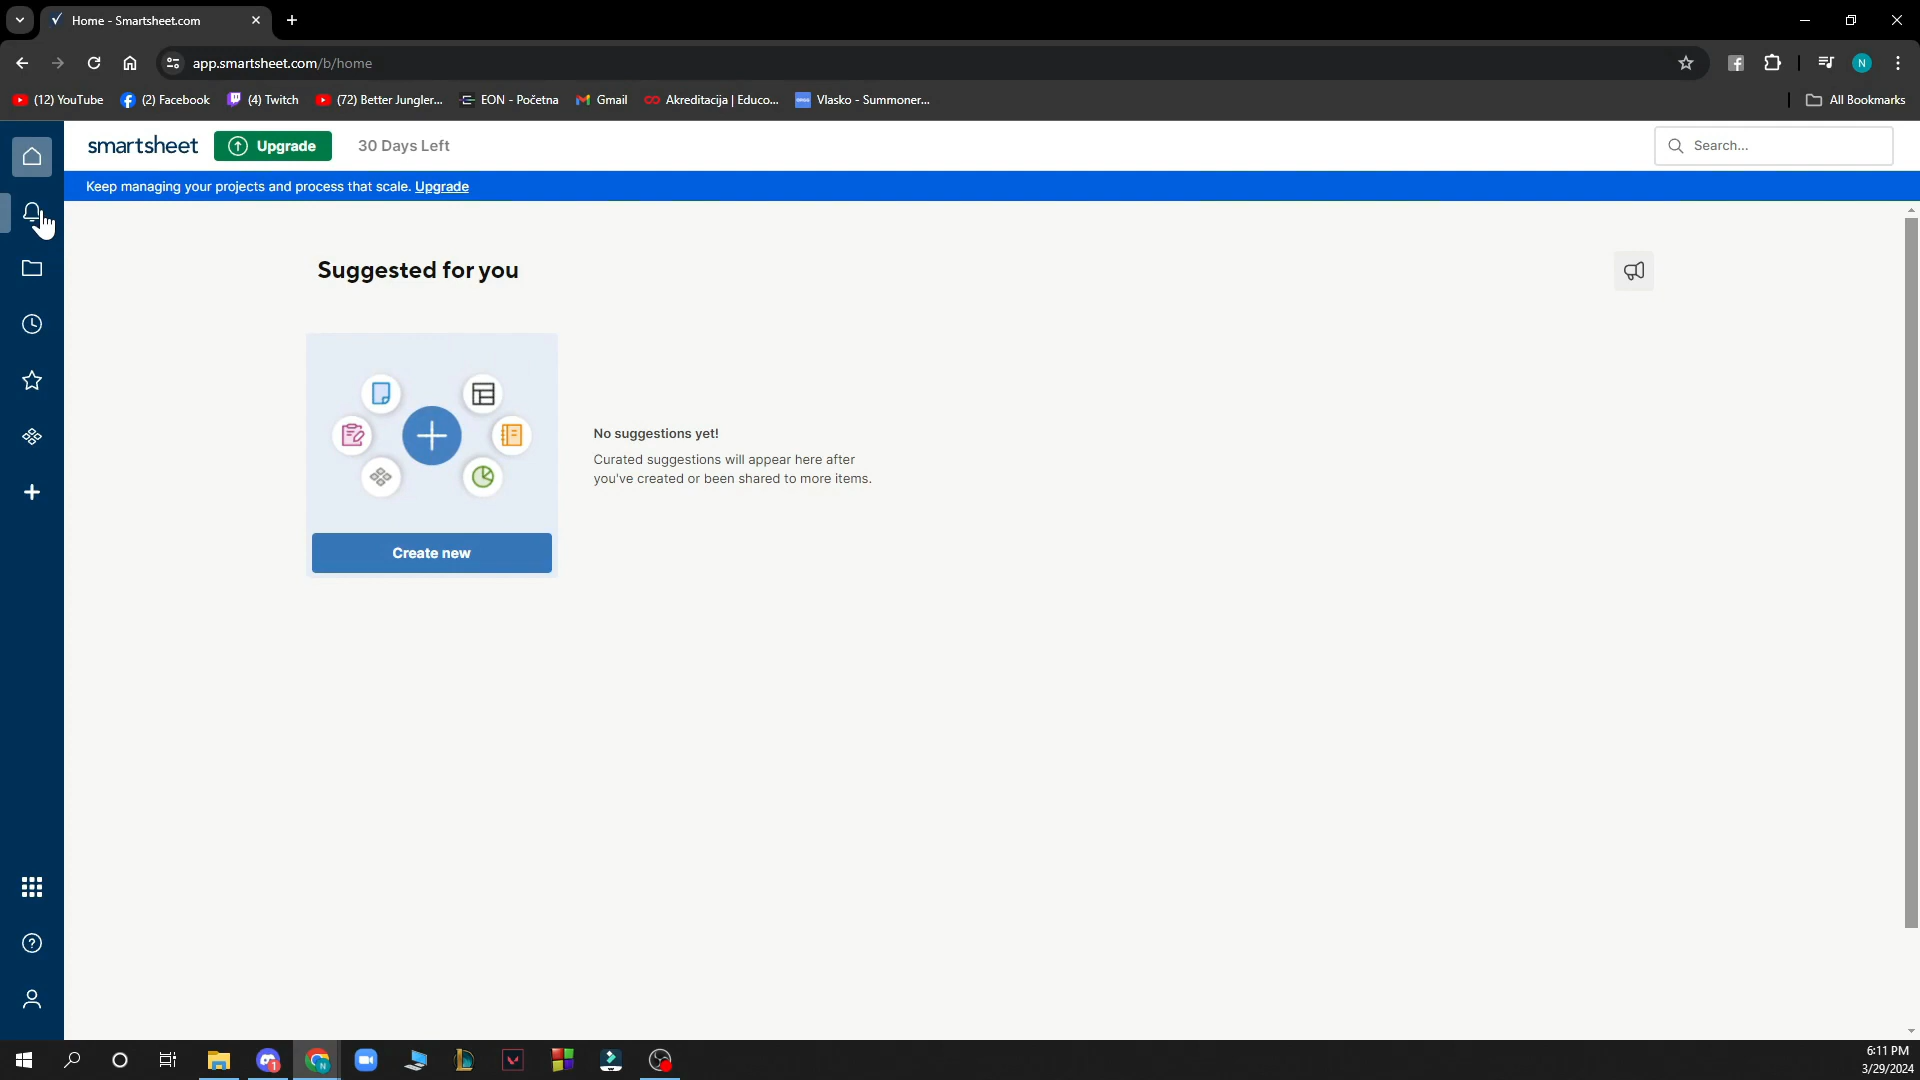 Home - Smartsheet.com
app.smartsheet.com/b/home
(12) YouTube (2) Facebook (4) Twitch (72) Better Jungler... EON - Početna Gmail Akreditacija | Educo... Vlasko - Summoner... All Bookmarks
smartsheet Upgrade 30 Days Left Search...
Keep managing your projects and process that scale. Upgrade
Suggested for you
No suggestions yet!
Curated suggestions will appear here after
you've created or been shared to more items.
Create new
6:11 PM
3/29/2024